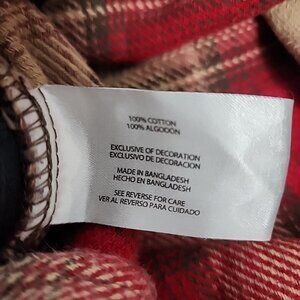 100% COTTON
100% ALGODÓN
EXCLUSIVE OF DECORATION
EXCLUSIVO DE DECORACION
MADE IN BANGLADESH
HECHO EN BANGLADESH
SEE REVERSE FOR CARE
VER AL REVERSO PARA CUIDADO